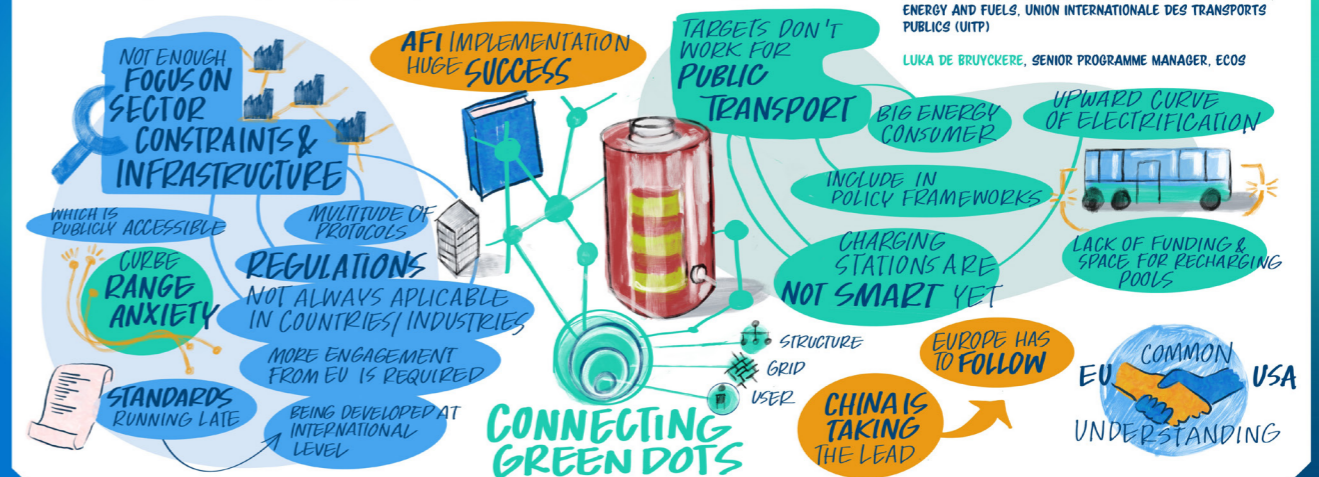 ENERGY AND FUELS, UNION INTERNATIONALE DES TRANSPORTS
PUBLICS (UITP)
LUKA DE BRUYCKERE, SENIOR PROGRAMME MANAGER, ECOS
NOT ENOUGH
FOCUS ON
SECTOR
CONSTRAINTS &
INFRASTRUCTURE
WHICH IS
PUBLICLY ACCESSIBLE
MULTITUDE OF
PROTOCOLS
CURBE
RANGE
ANXIETY
REGULATIONS
NOT ALWAYS APLICABLE
IN COUNTRIES/INDUSTRIES
MORE ENGAGEMENT
FROM EU IS REQUIRED
STANDARDS
RUNNING LATE
BEING DEVELOPED AT
INTERNATIONAL
LEVEL
AFI IMPLEMENTATION
HUGE SUCCESS
CONNECTING
GREEN DOTS
STRUCTURE
GRID
USER
TARGETS DON'T
WORK FOR
PUBLIC
TRANSPORT
BIG ENERGY
CONSUMER
UPWARD CURVE
OF ELECTRIFICATION
INCLUDE IN
POLICY FRAMEWORKS
CHARGING
STATIONS ARE
NOT SMART YET
LACK OF FUNDING &
SPACE FOR RECHARGING
POOLS
CHINA IS
TAKING
THE LEAD
EUROPE HAS
TO FOLLOW
COMMON
EU
USA
UNDERSTANDING